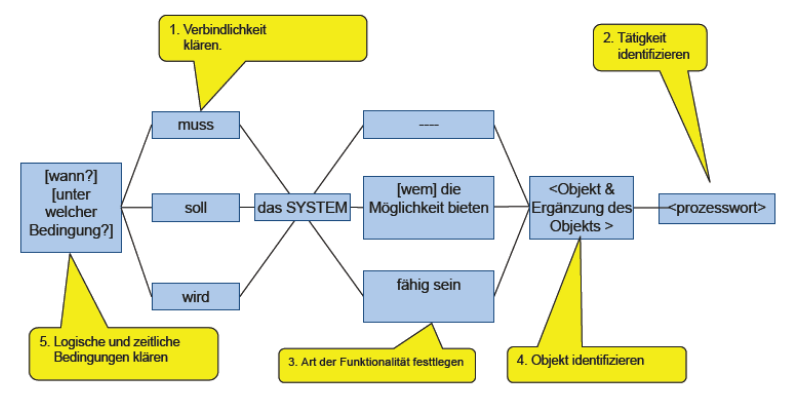 1. Verbindlichkeit
klären.
2. Tätigkeit
identifizieren
muss
----
[wann?]
[unter
welcher
Bedingung?]
soll
das SYSTEM
[wem] die
Möglichkeit bieten
<Objekt &
Ergänzung des
Objekts >
<prozesswort>
wird
fähig sein
5. Logische und zeitliche
Bedingungen klären
3. Art der Funktionalität festtlegen
4. Objekt identifizieren